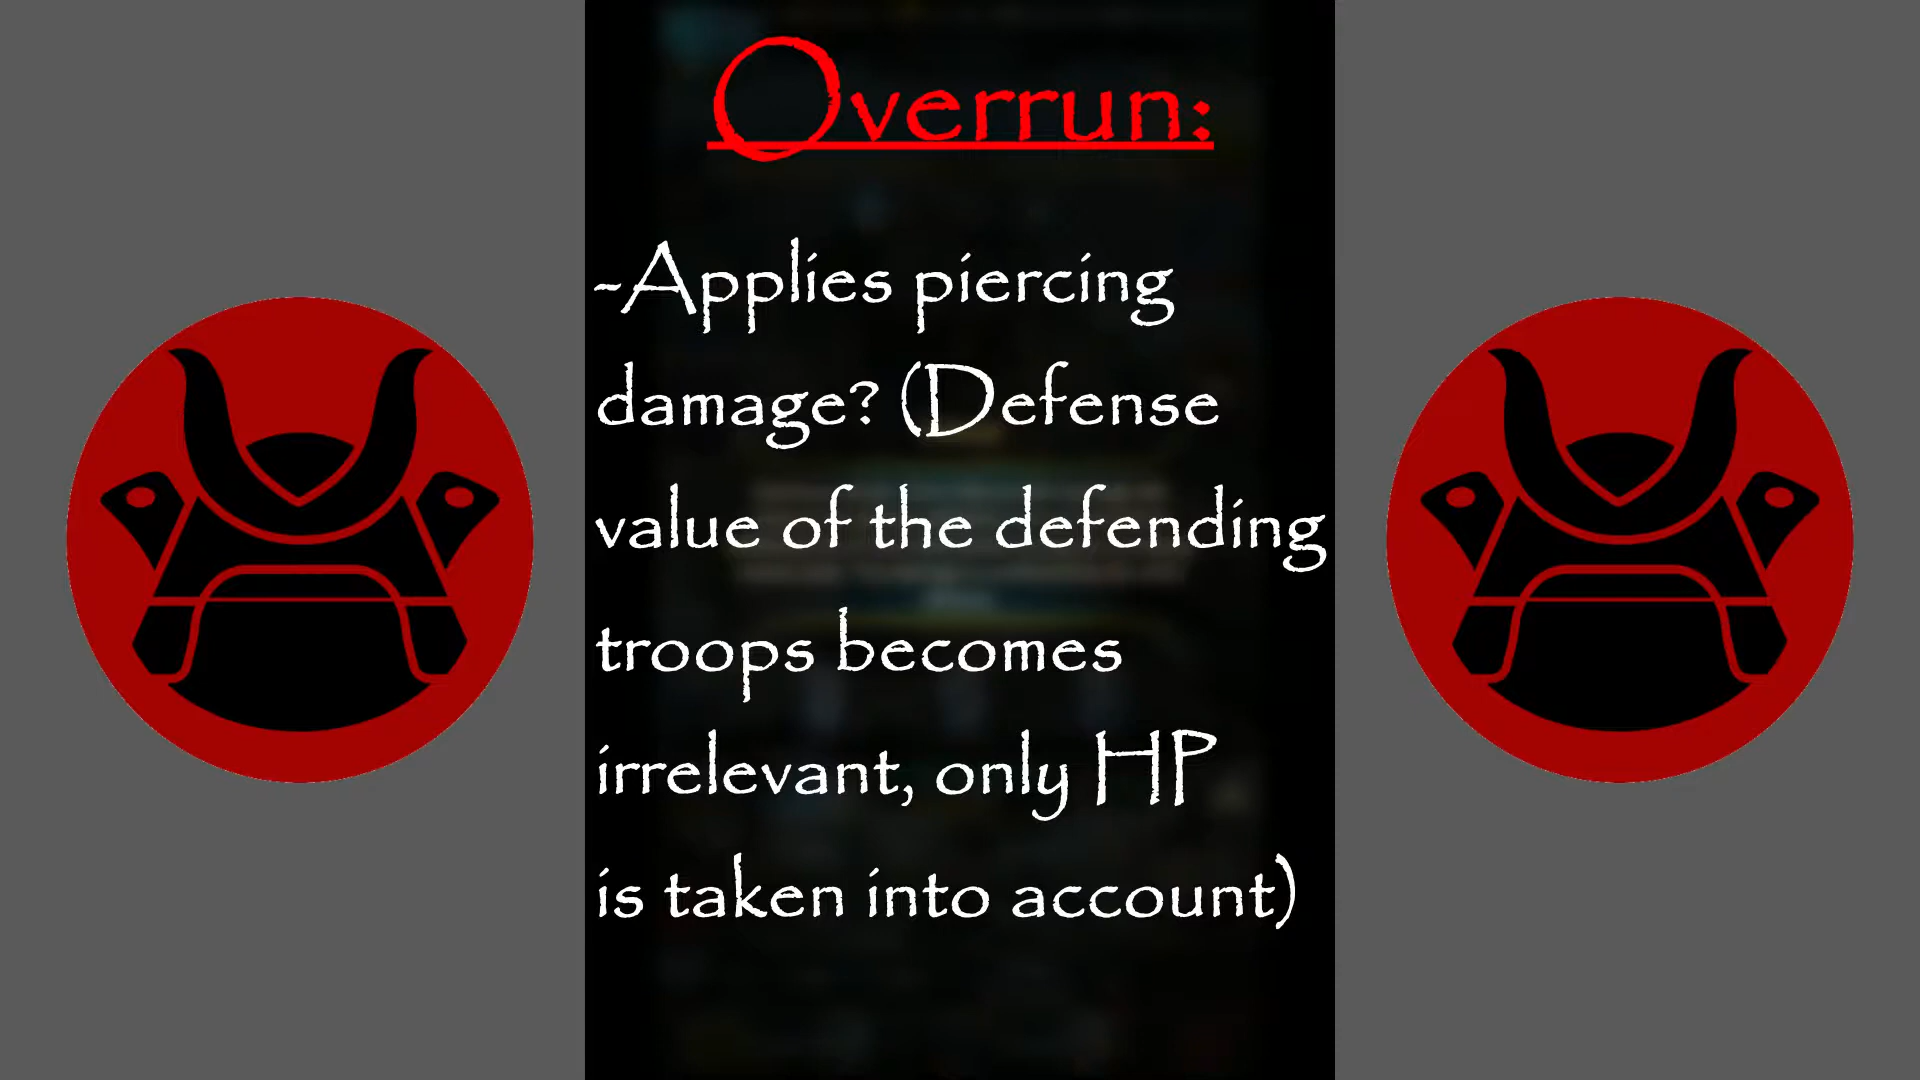 Overrun:
-Applies piercing
damage? (Defense
value of the defending
troops becomes
irrelevant, only HP
is taken into account)